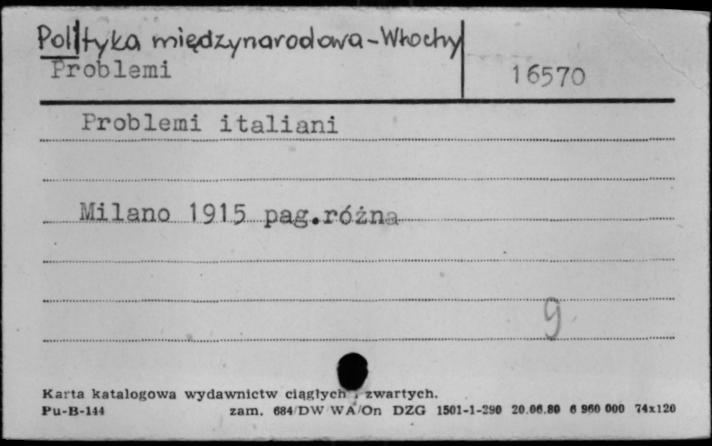 Polityka międzynarodowa-Włochy
Problemi
16570
Problemi italiani
Milano 1915 pag.różna
9
Karta katalogowa wydawnictw ciągłych i zwartych.
Pu-B-144 zam. 684/DW WA/On DZG 1501-1-290 20.06.80 6 960 000 74x120